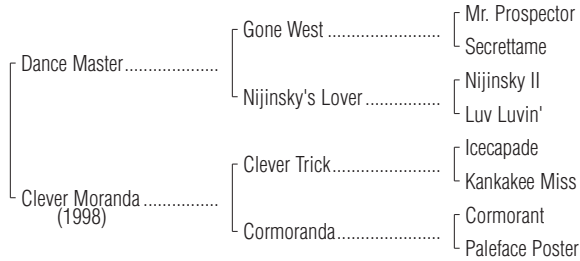 Mr. Prospector
Gone West ....................
Secrettame
Dance Master..................
Nijinsky II
Nijinsky's Lover .............
Luv Luvin'
Icecapade
Clever Trick....................
Kankakee Miss
Clever Moranda ..............
(1998)
Cormorant
Cormoranda...................
Paleface Poster